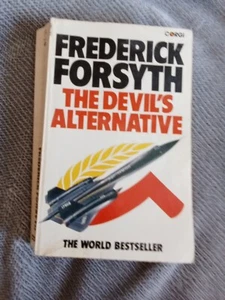 CORGI
FREDERICK
FORSYTH
THE DEVIL'S
ALTERNATIVE
THE WORLD BESTSELLER